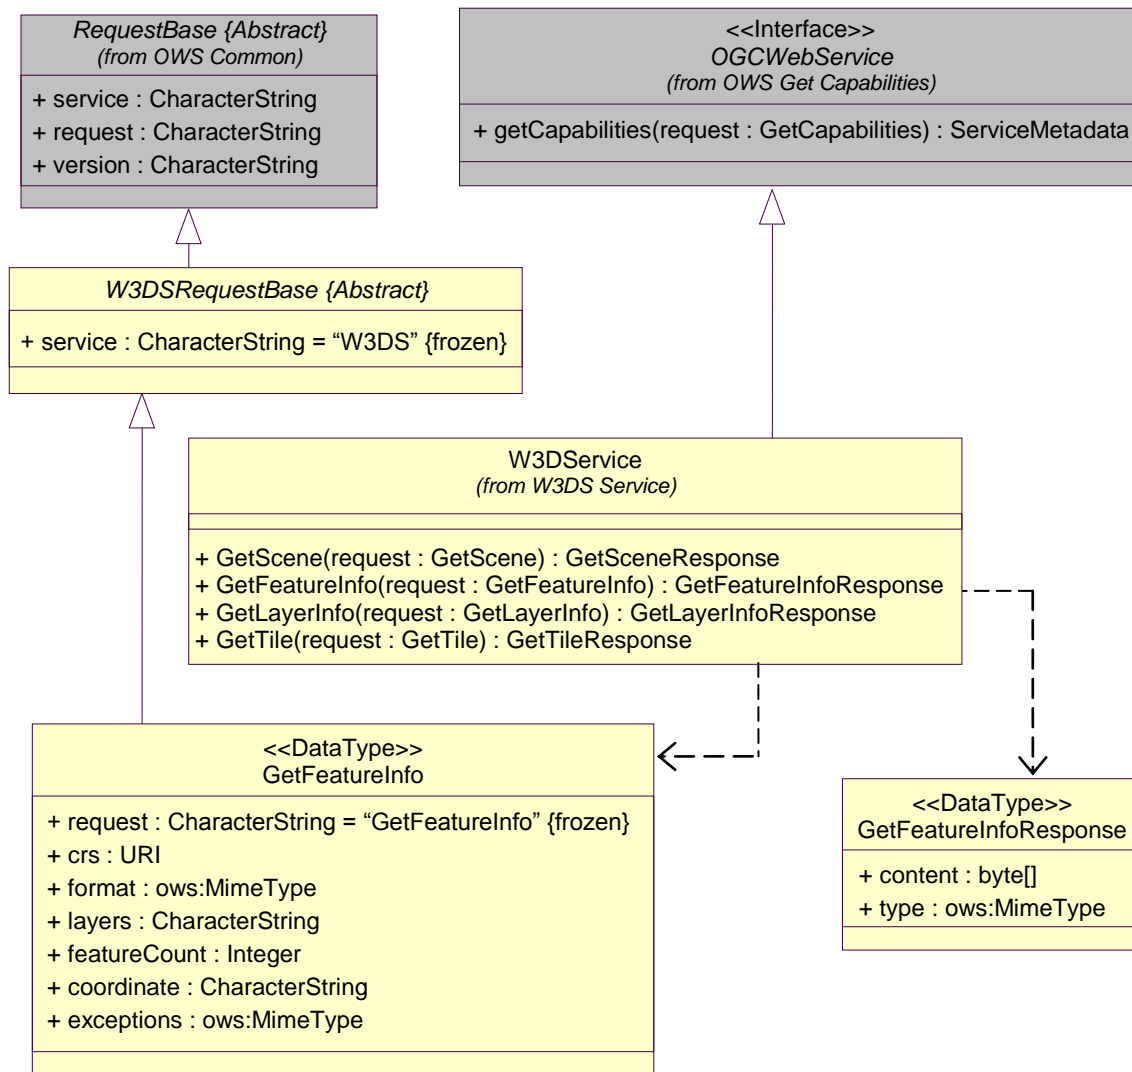 RequestBase {Abstract}
(from OWS Common)
+ service : CharacterString
+ request : CharacterString
+ version : CharacterString
<<Interface>>
OGCWebService
(from OWS Get Capabilities)
+ getCapabilities(request : GetCapabilities) : ServiceMetadata
W3DSRequestBase {Abstract}
+ service : CharacterString = “W3DS” {frozen}
W3DService
(from W3DS Service)
+ GetScene(request : GetScene) : GetSceneResponse
+ GetFeatureInfo(request : GetFeatureInfo) : GetFeatureInfoResponse
+ GetLayerInfo(request : GetLayerInfo) : GetLayerInfoResponse
+ GetTile(request : GetTile) : GetTileResponse
<<DataType>>
GetFeatureInfo
+ request : CharacterString = “GetFeatureInfo” {frozen}
+ crs : URI
+ format : ows:MimeType
+ layers : CharacterString
+ featureCount : Integer
+ coordinate : CharacterString
+ exceptions : ows:MimeType
<<DataType>>
GetFeatureInfoResponse
+ content : byte[]
+ type : ows:MimeType